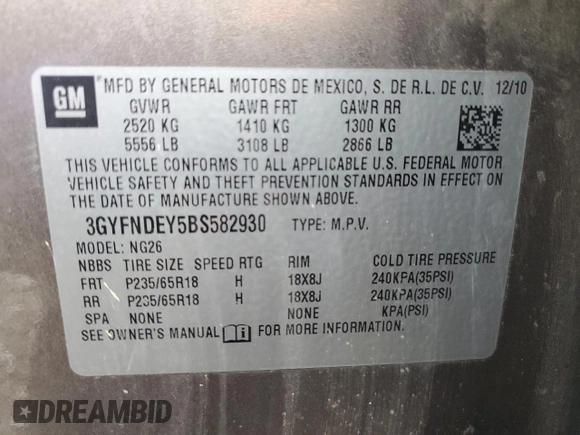 GM
*MFD BY GENERAL MOTORS DE MEXICO, S. DE R.L. DE C.V. 12/10
GVWR GAWR FRT GAWR RR
2520 KG 1410 KG 1300 KG
5556 LB 3108 LB 2866 LB
THIS VEHICLE CONFORMS TO ALL APPLICABLE U.S. FEDERAL MOTOR
VEHICLE SAFETY AND THEFT PREVENTION STANDARDS IN EFFECT ON
THE DATE OF MANUFACTURE SHOWN ABOVE.
3GYFNDEY5BS582930 TYPE: M.P.V.
MODEL: NG26
NBBS TIRE SIZE SPEED RTG RIM COLD TIRE PRESSURE
FRT P235/65R18 H 18X8J 240KPA(35PSI)
RR P235/65R18 H 18X8J 240KPA(35PSI)
SPA NONE NONE KPA(PSI)
SEE OWNER'S MANUAL FOR MORE INFORMATION.
DREAMBID